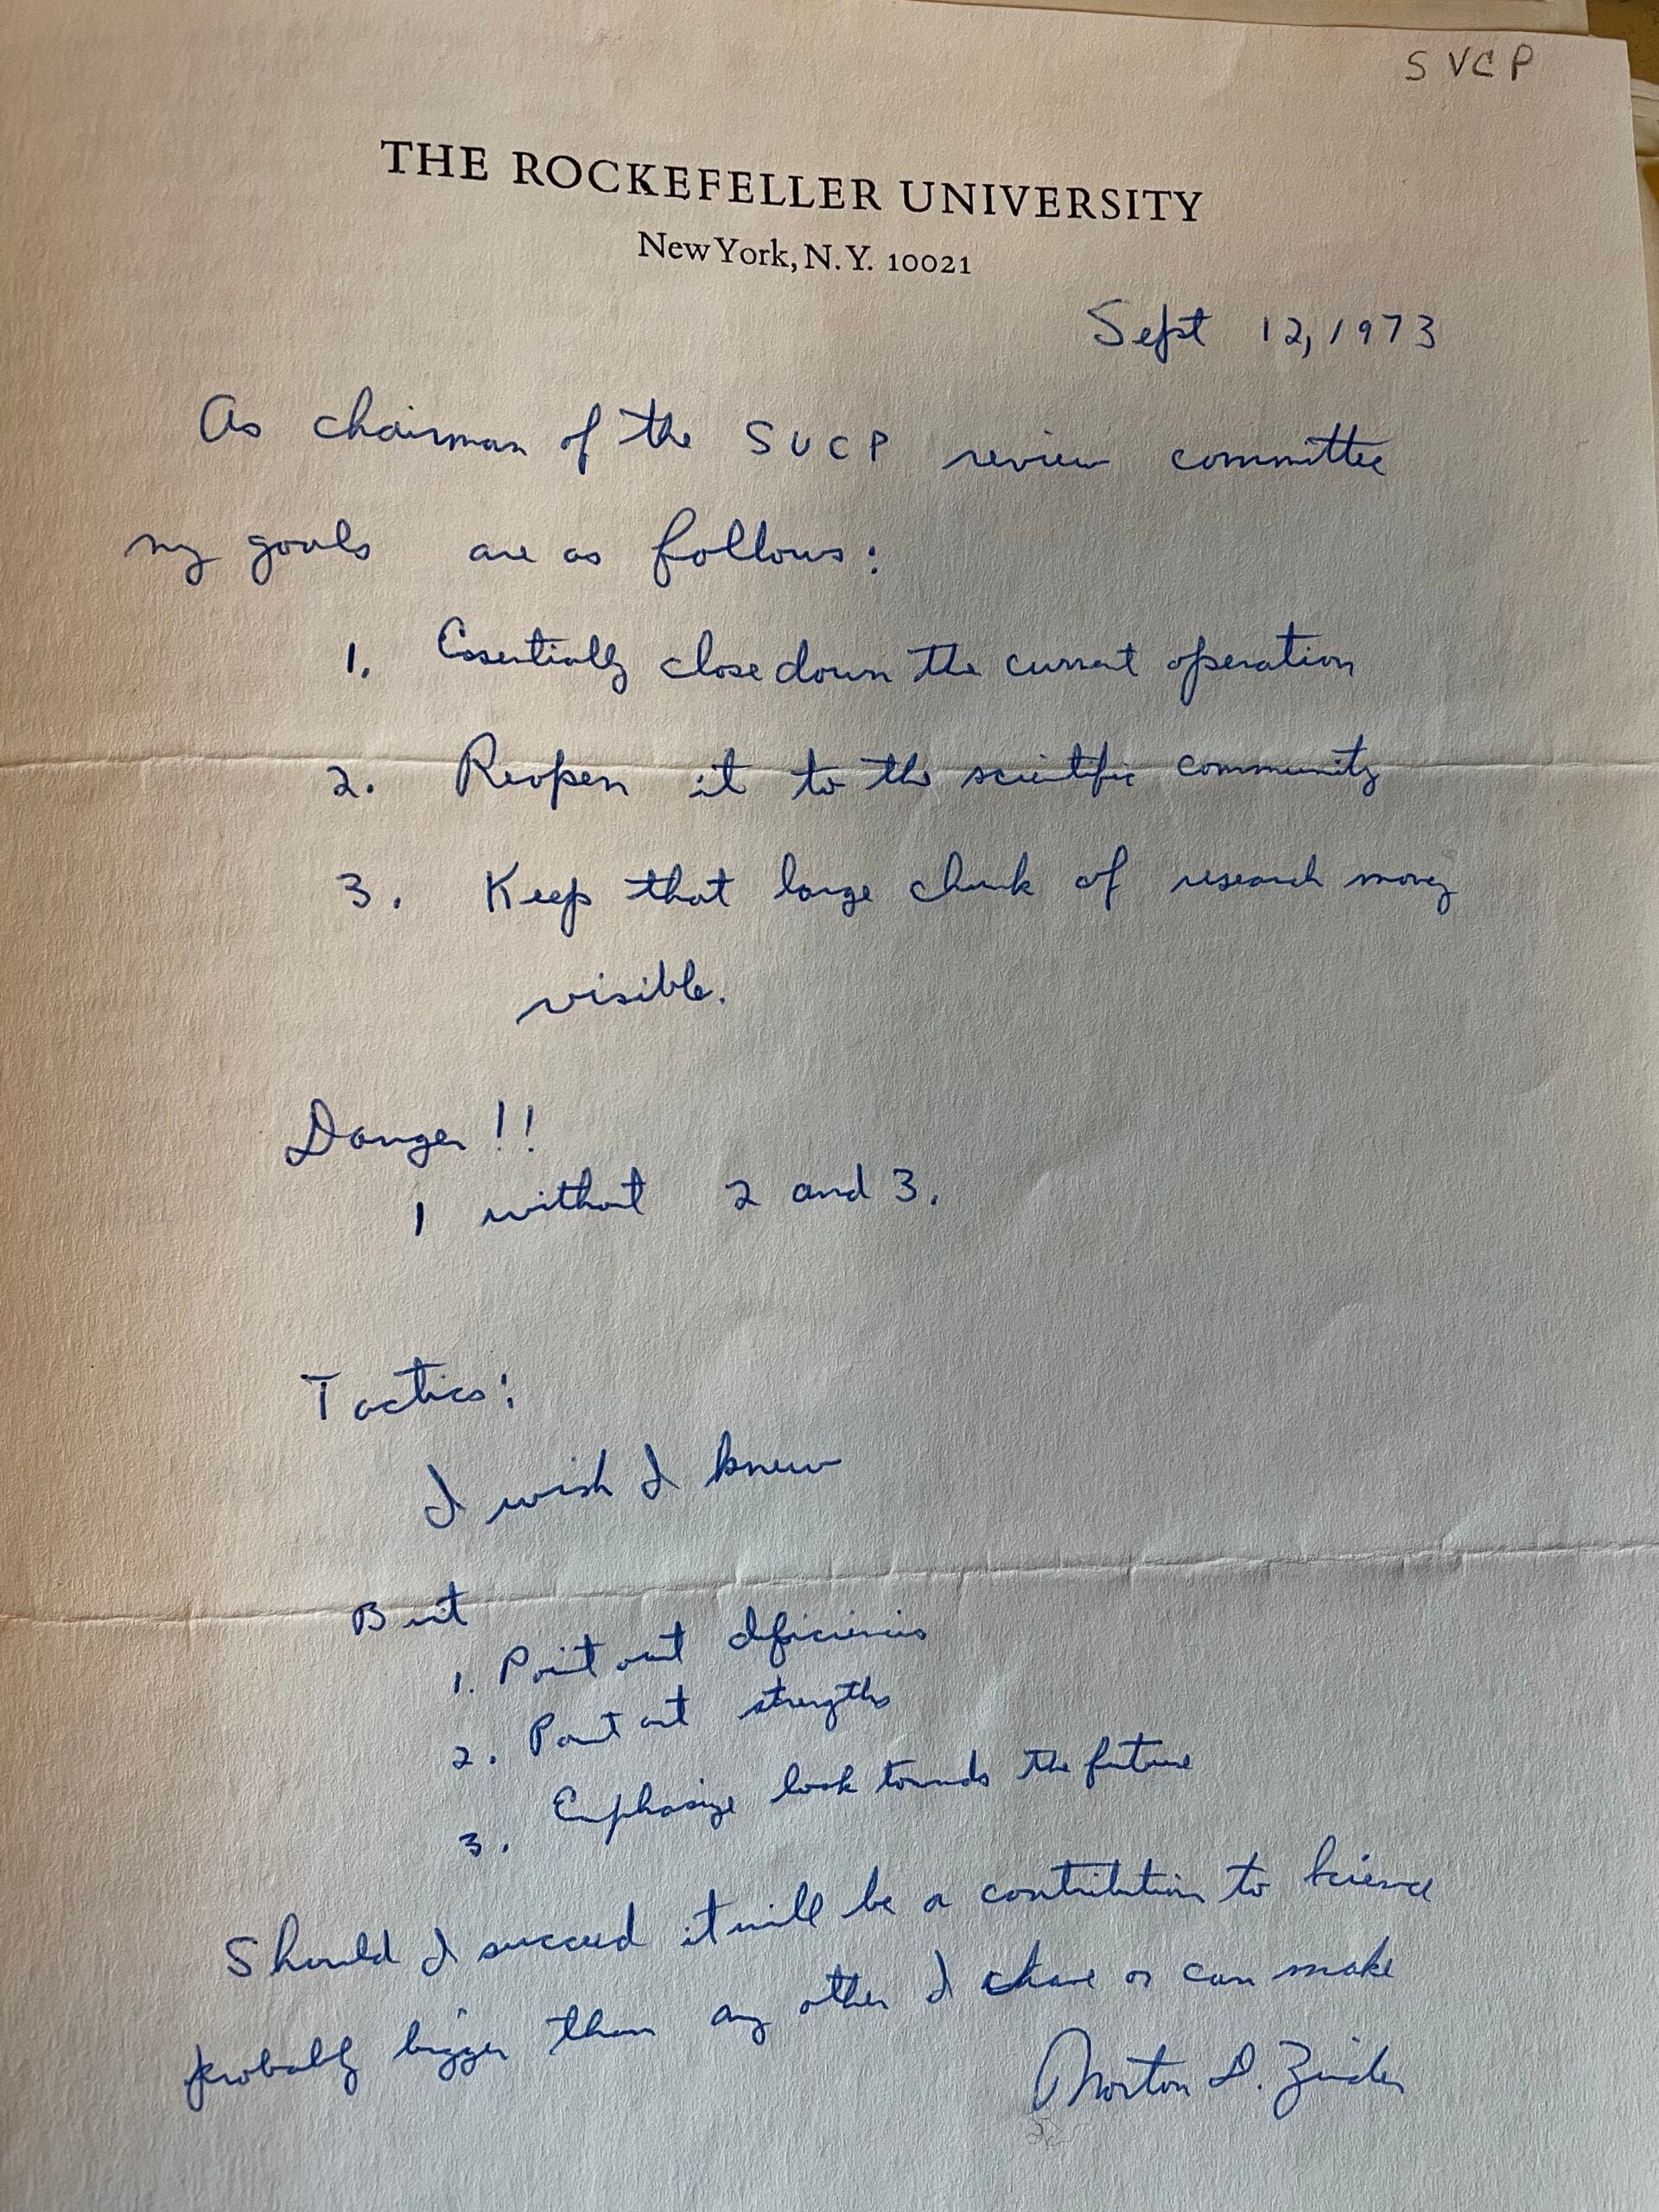 SVCP
THE ROCKEFELLER UNIVERSITY
New York, N.Y. 10021
Sept 12, 1973
As chairman of the SVCP review committee
my goals are as follows:
1. Essentially close down the current operation
2. Reopen it to the scientific community
3. Keep that large chunk of research money
visible.
Danger!!
1 without 2 and 3.
Tactics:
I wish I knew
But
1. Point out deficiencies
2. Point out strengths
3. Emphasize look towards the future
Should I succeed it will be a contribution to science
probably bigger than any other I have or can make
Norton D. Zinder